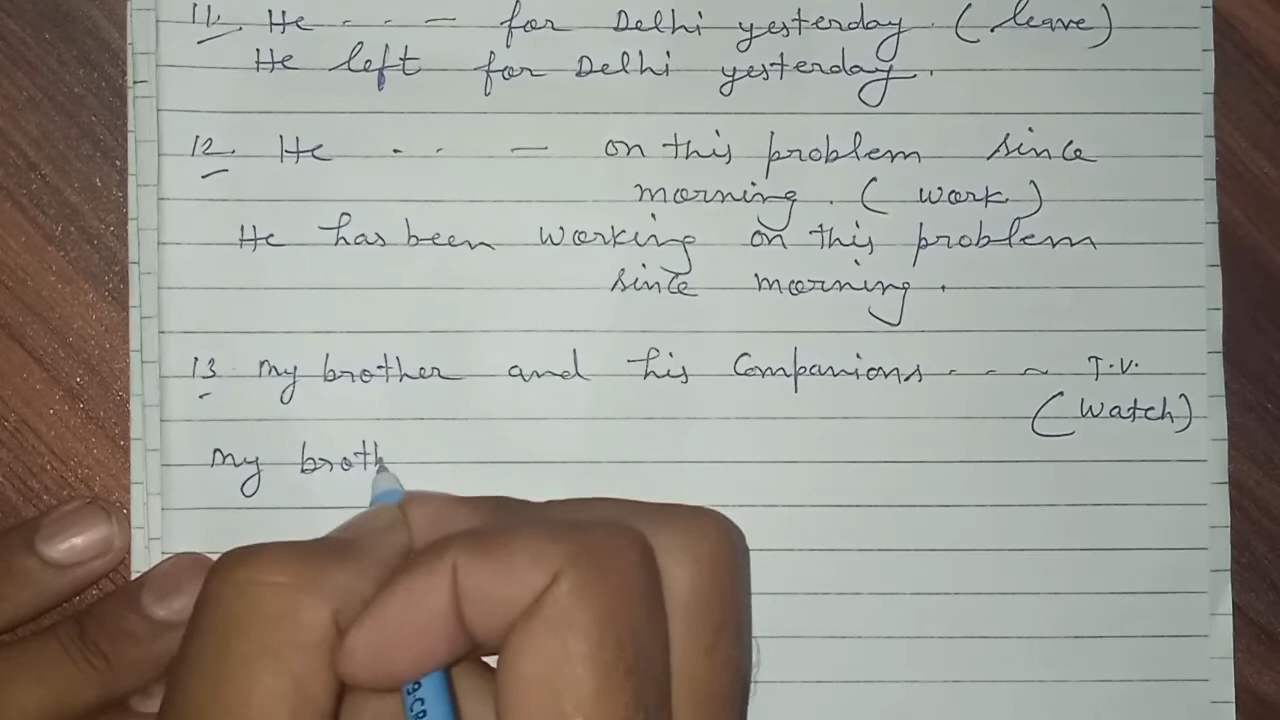 11. He - - - for Delhi yesterday. (leave)
He left for Delhi yesterday.
12. He - - - on this problem since
morning. (work)
He has been working on this problem
since morning.
13. My brother and his Companions - - ~ T.V.
(Watch)
My broth